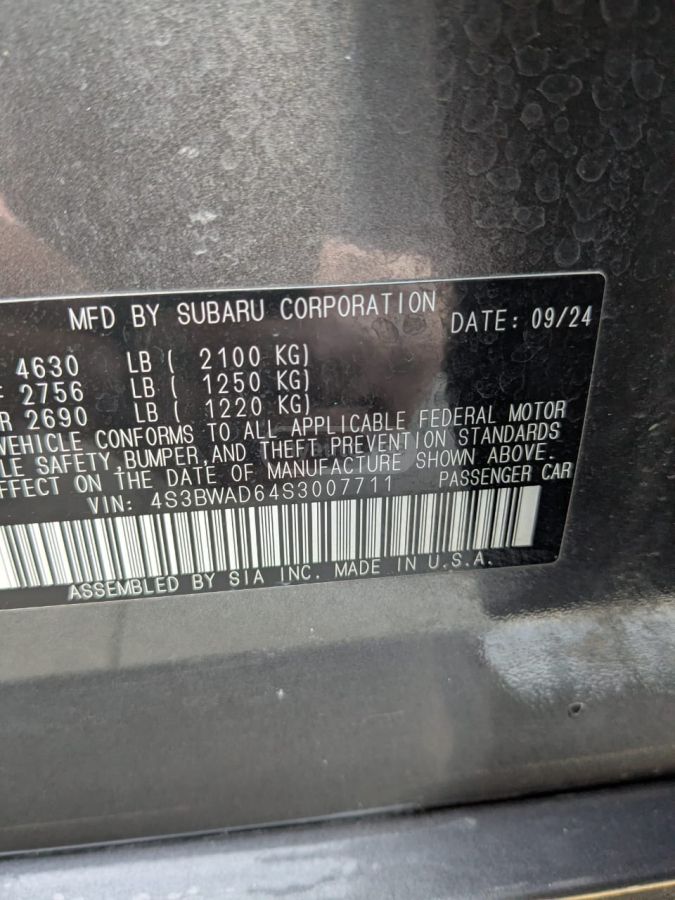 MFD BY SUBARU CORPORATION DATE: 09/24
4630 LB ( 2100 KG)
2756 LB ( 1250 KG)
R 2690 LB ( 1220 KG)
VEHICLE CONFORMS TO ALL APPLICABLE FEDERAL MOTOR
LE SAFETY,BUMPER,AND THEFT PREVENTION STANDARDS
EFFECT ON THE DATE OF MANUFACTURE SHOWN ABOVE.
VIN: 4S3BWAD64S3007711 PASSENGER CAR
ASSEMBLED BY SIA INC. MADE IN U.S.A.